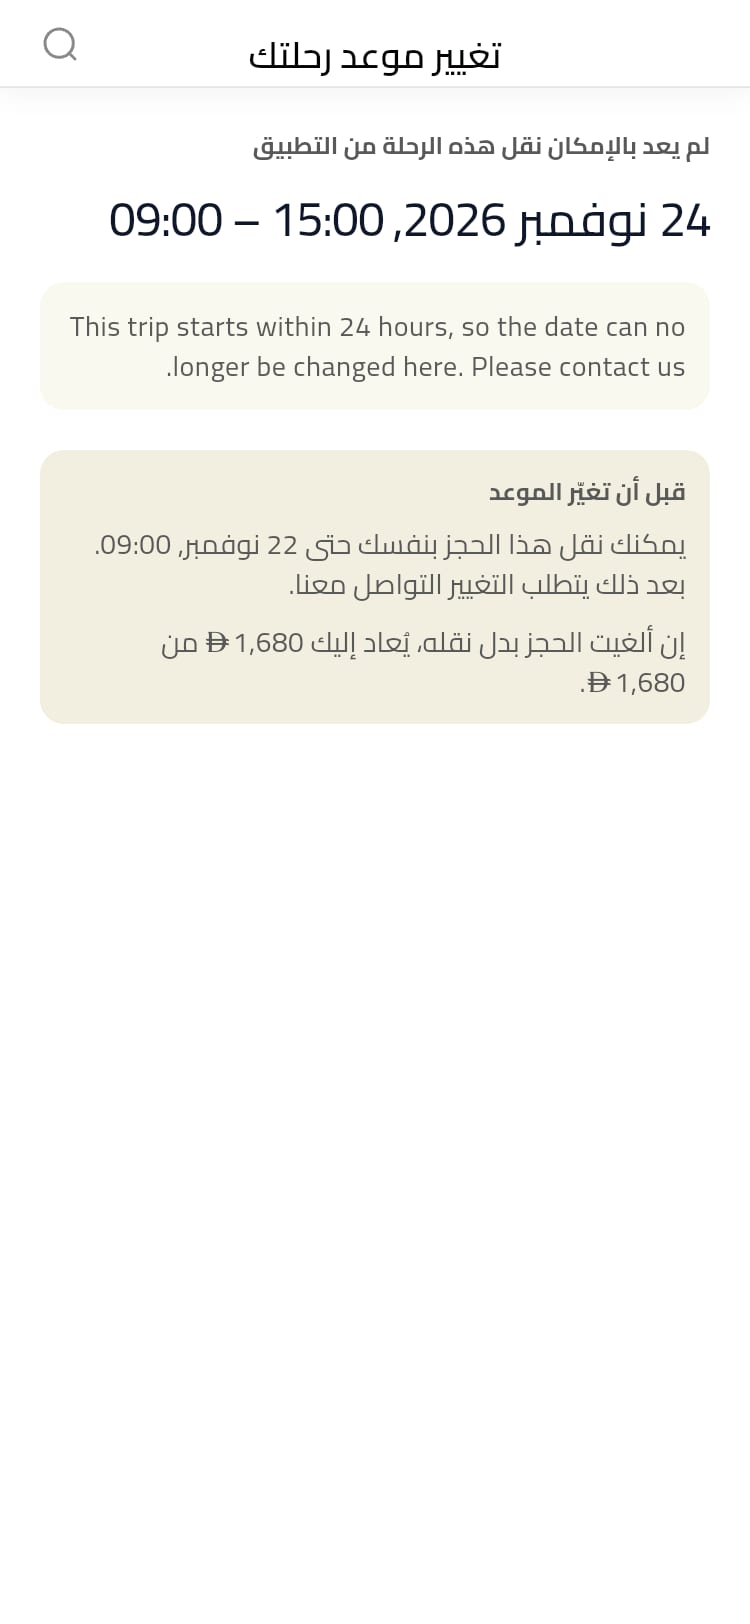 تغيير موعد رحلتك
لم يعد بالإمكان نقل هذه الرحلة من التطبيق
24 نوفمبر 2026, 15:00 – 09:00
This trip starts within 24 hours, so the date can no
longer be changed here. Please contact us.
قبل أن تغيّر الموعد
يمكنك نقل هذا الحجز بنفسك حتى 22 نوفمبر, 09:00.
بعد ذلك يتطلب التغيير التواصل معنا.
إن ألغيت الحجز بدل نقله، يُعاد إليك 1,680 من
1,680.